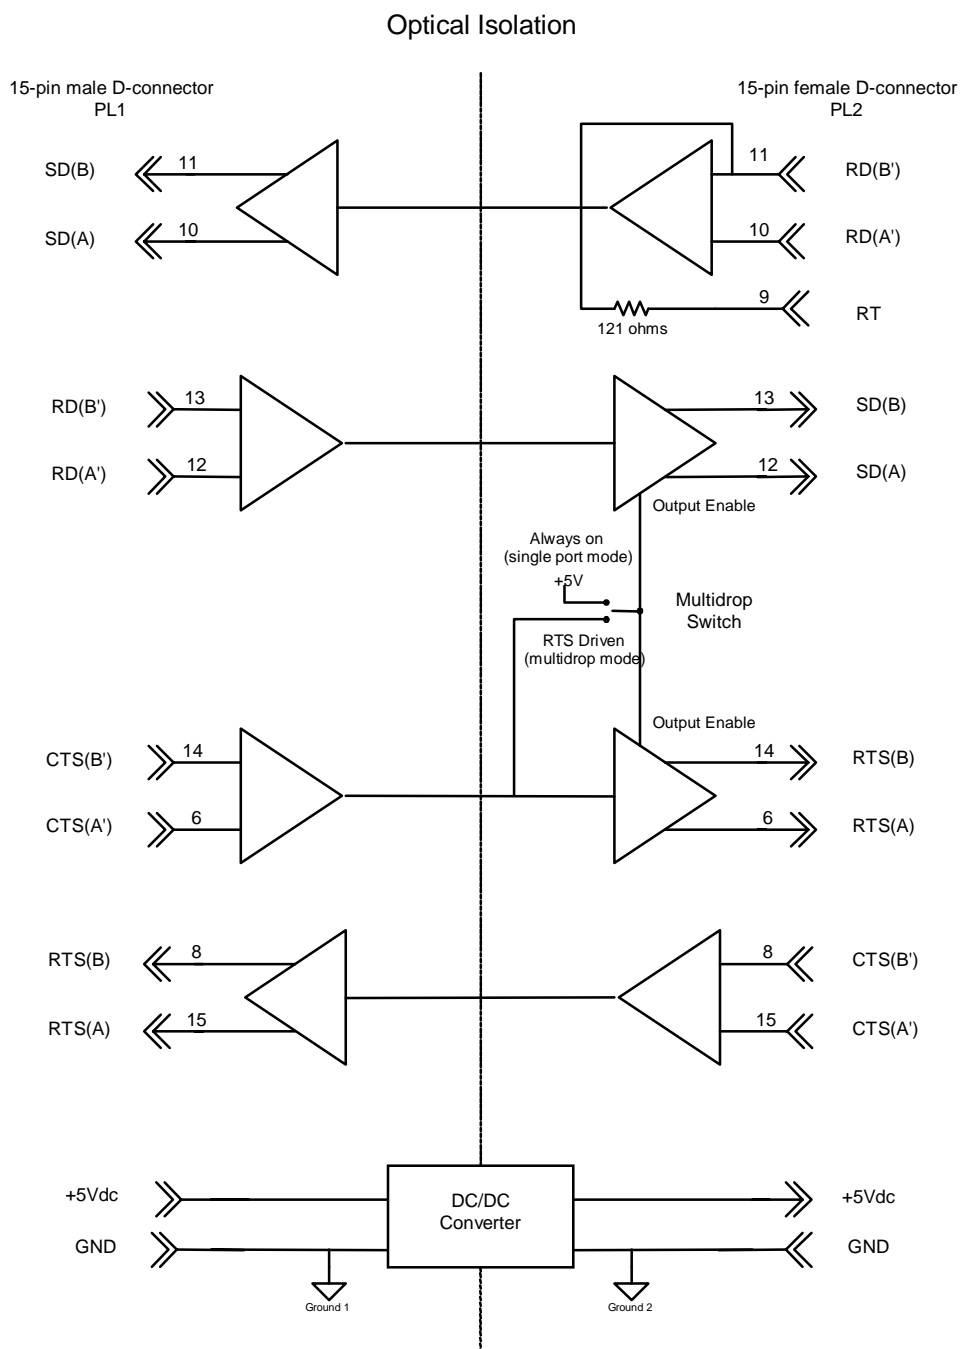 Optical Isolation
15-pin male D-connector
PL1
15-pin female D-connector
PL2
SD(B)
11
11
RD(B')
SD(A)
10
10
RD(A')
9
RT
121 ohms
RD(B')
13
13
SD(B)
RD(A')
12
12
SD(A)
Output Enable
Always on
(single port mode)
+5V
Multidrop
Switch
RTS Driven
(multidrop mode)
Output Enable
CTS(B')
14
14
RTS(B)
CTS(A')
6
6
RTS(A)
RTS(B)
8
8
CTS(B')
RTS(A)
15
15
CTS(A')
+5Vdc
DC/DC
Converter
+5Vdc
GND
GND
Ground 1
Ground 2